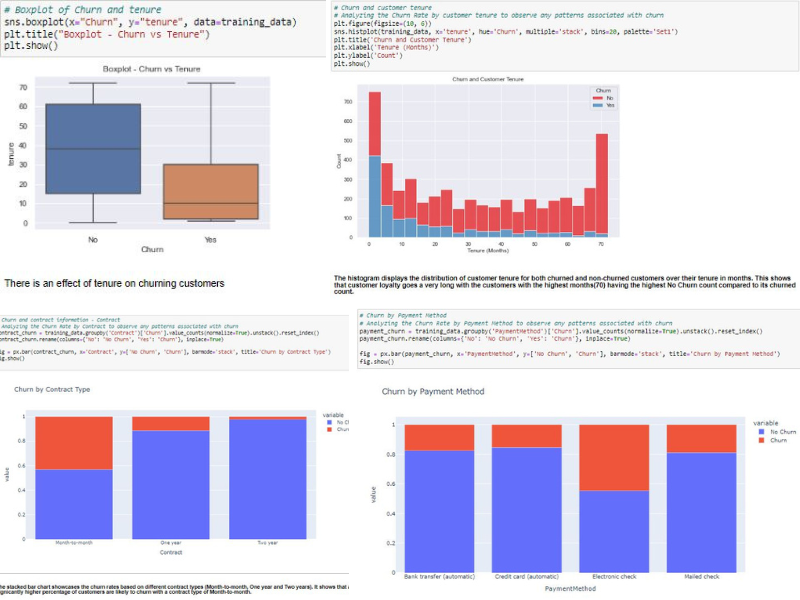 # Boxplot of Churn and tenure
sns.boxplot(x="Churn", y="tenure", data=training_data)
plt.title("Boxplot - Churn vs Tenure")
plt.show()
Boxplot - Churn vs Tenure
70
60
50
40
30
20
10
0
tenure
No
Yes
Churn
There is an effect of tenure on churning customers
# Churn and customer tenure
# Analyzing the Churn Rate by customer tenure to observe any patterns associated with churn
plt.figure(figsize=(10, 6))
sns.histplot(training_data, x='tenure', hue='Churn', multiple='stack', bins=20, palette='Set1')
plt.title('Churn and Customer Tenure')
plt.xlabel('Tenure (Months)')
plt.ylabel('Count')
plt.show()
Churn and Customer Tenure
Churn
No
Yes
700
600
500
400
300
200
100
0
Count
0 10 20 30 40 50 60 70
Tenure (Months)
The histogram displays the distribution of customer tenure for both churned and non-churned customers over their tenure in months. This shows
that customer loyalty goes a very long with the customers with the highest months(70) having the highest No Churn count compared to its churned
count.
Churn and contract information - Contract
Analyzing the Churn Rate by Contract to observe any patterns associated with churn
ontract_churn = training_data.groupby('Contract')['Churn'].value_counts(normalize=True).unstack().reset_index()
ontract_churn.rename(columns={'No': 'No Churn', 'Yes': 'Churn'}, inplace=True)
ig = px.bar(contract_churn, x='Contract', y=['No Churn', 'Churn'], barmode='stack', title='Churn by Contract Type')
ig.show()
Churn by Contract Type
variable
No C
Churn
1
0.8
0.6
0.4
0.2
0
value
Month-to-month
One year
Two year
Contract
he stacked bar chart showcases the churn rates based on different contract types (Month-to-month, One year and Two years). It shows that
gnificantly higher percentage of customers are likely to churn with a contract type of Month-to-month.
# Churn by Payment Method
# Analyzing the Churn Rate by Payment Method to observe any patterns associated with churn
payment_churn = training_data.groupby('PaymentMethod')['Churn'].value_counts(normalize=True).unstack().reset_index()
payment_churn.rename(columns={'No': 'No Churn', 'Yes': 'Churn'}, inplace=True)
fig = px.bar(payment_churn, x='PaymentMethod', y=['No Churn', 'Churn'], barmode='stack', title='Churn by Payment Method')
fig.show()
Churn by Payment Method
variable
No Churn
Churn
1
0.8
0.6
0.4
0.2
0
value
Bank transfer (automatic)
Credit card (automatic)
Electronic check
Mailed check
PaymentMethod